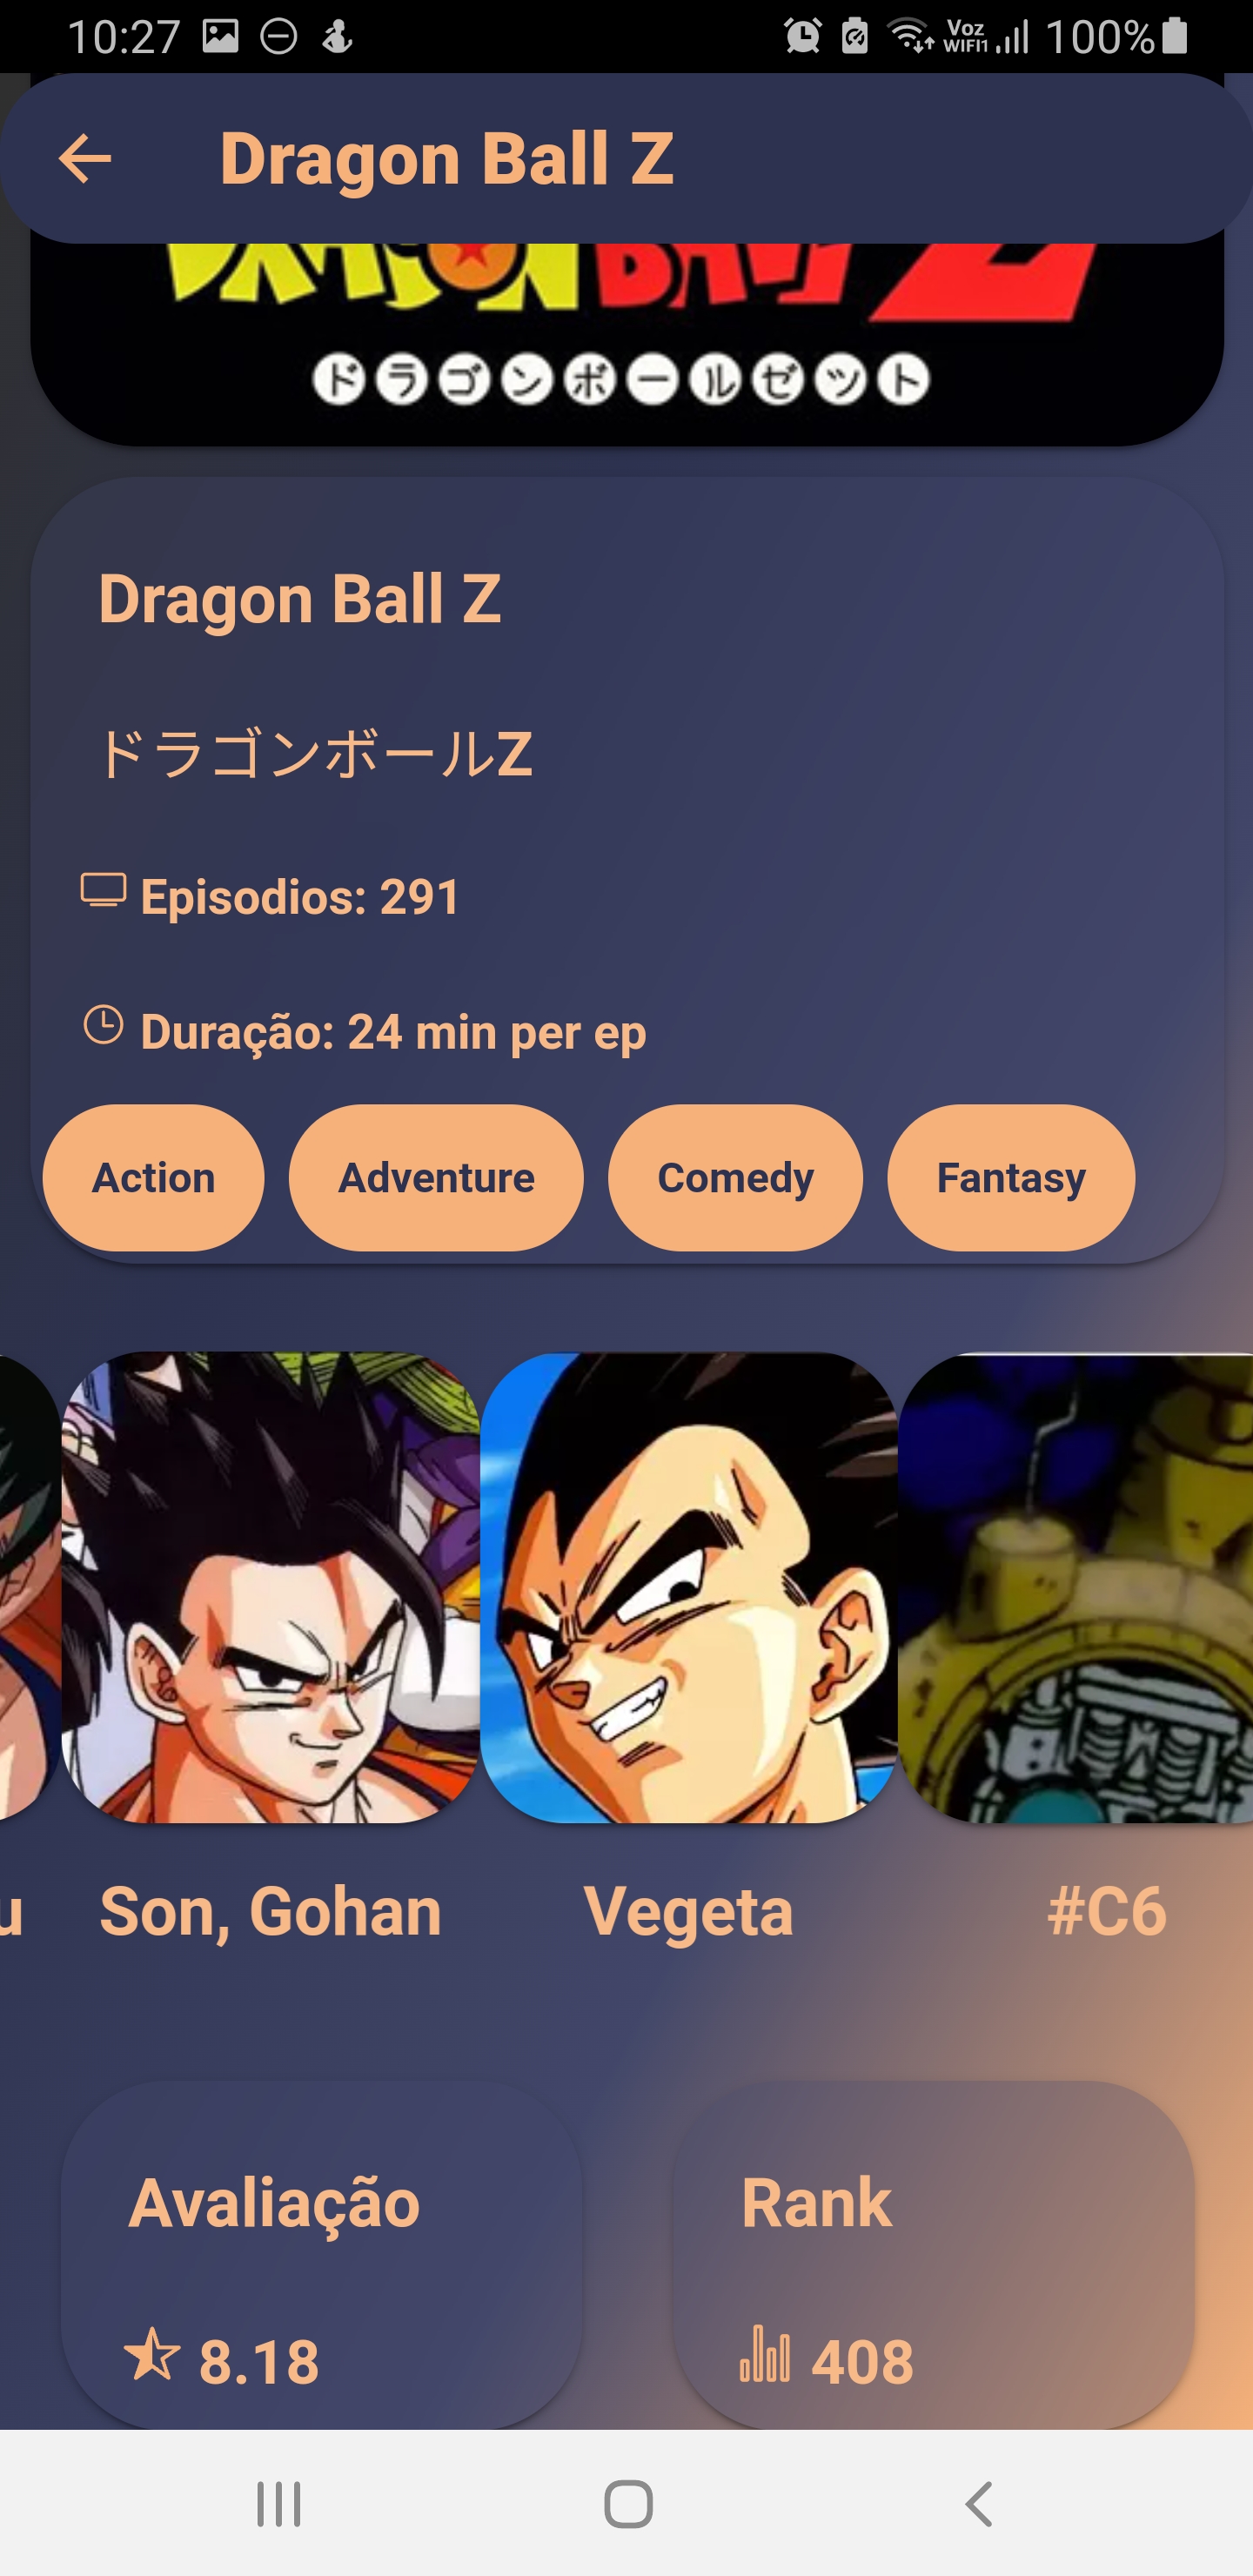 10:27 Voz WIFI1 100%
Dragon Ball Z
DRAGON BALL Z
ドラゴンボールゼット
Dragon Ball Z
ドラゴンボールZ
Episodios: 291
Duração: 24 min per ep
Action Adventure Comedy Fantasy
u Son, Gohan Vegeta #C6
Avaliação Rank
8.18 408